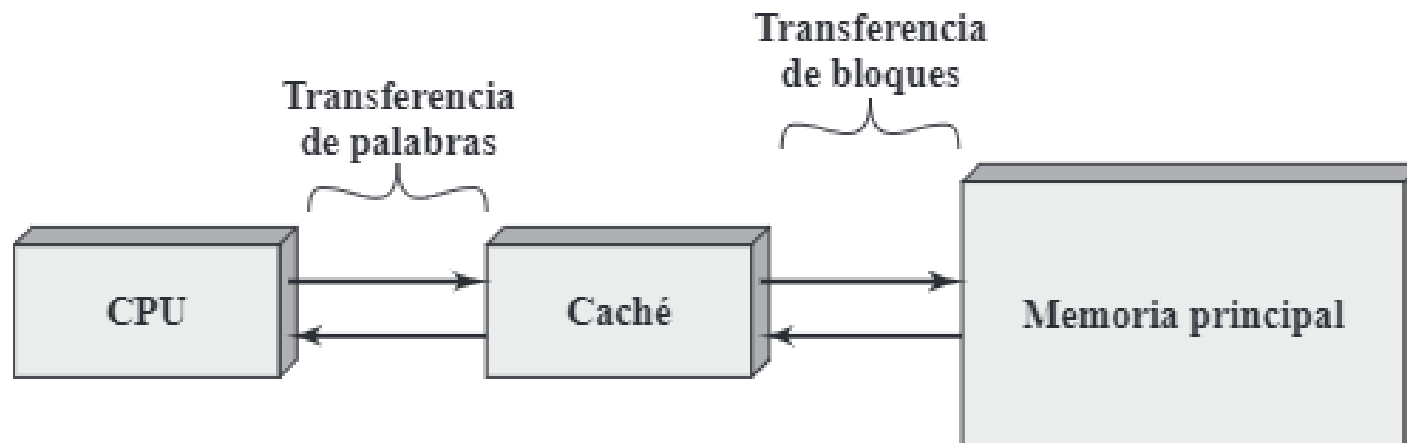 Transferencia
de bloques
Transferencia
de palabras
CPU
Caché
Memoria principal